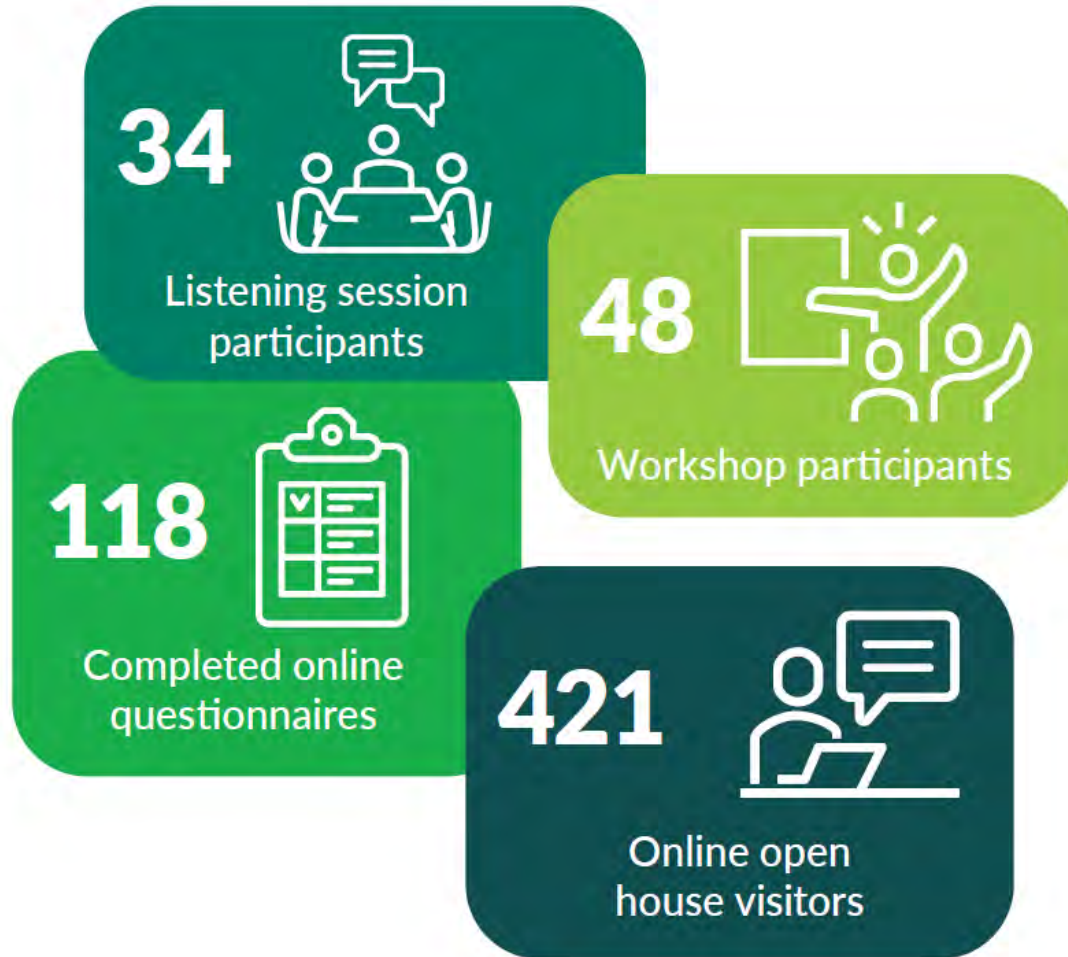 34
Listening session
participants
48
Workshop participants
118
Completed online
questionnaires
421
Online open
house visitors